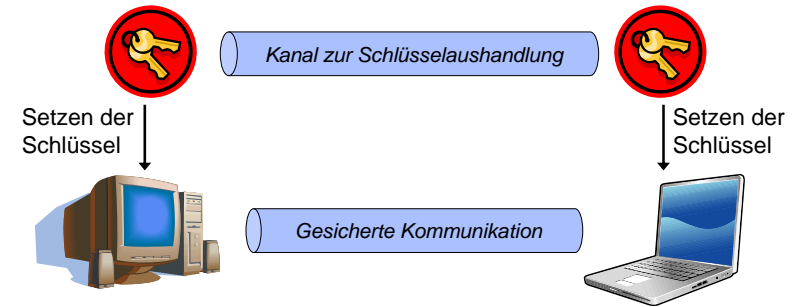 Kanal zur Schlüsselaushandlung
Setzen der
Schlüssel
Setzen der
Schlüssel
Gesicherte Kommunikation